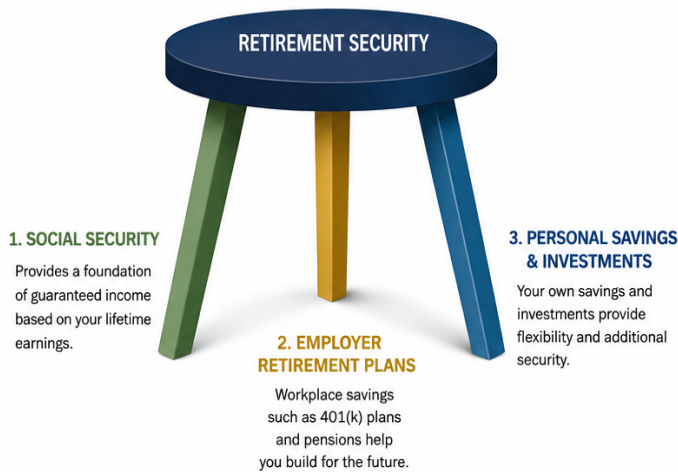 RETIREMENT SECURITY
1. SOCIAL SECURITY
Provides a foundation
of guaranteed income
based on your lifetime
earnings.
2. EMPLOYER
RETIREMENT PLANS
Workplace savings
such as 401(k) plans
and pensions help
you build for the future.
3. PERSONAL SAVINGS
& INVESTMENTS
Your own savings and
investments provide
flexibility and additional
security.